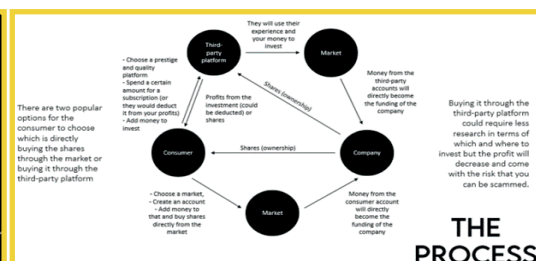 They will use their
experience and
your money to
invest
Third-
party
platform
Market
- Choose a prestige
and quality
platform
- Spend a certain
amount for a
subscription (or
they would deduct
it from your profits)
- Add money to
invest
Shares (ownership)
Money from the
third-party
accounts will
directly become
the funding of the
company
Profits from the
investment (could
be deducted) or
shares
There are two popular
options for the
consumer to choose
which is directly
buying the shares
through the market or
buying it through the
third-party platform
Buying it through the
third-party platform
could require less
research in terms of
which and where to
invest but the profit will
decrease and come
with the risk that you
can be scammed.
Consumer
Shares (ownership)
Company
- Choose a market,
- Create an account
- Add money to
that and buy shares
directly from the
market
Market
Money from the
consumer account
will directly
become the
funding of the
company
THE
PROCESS